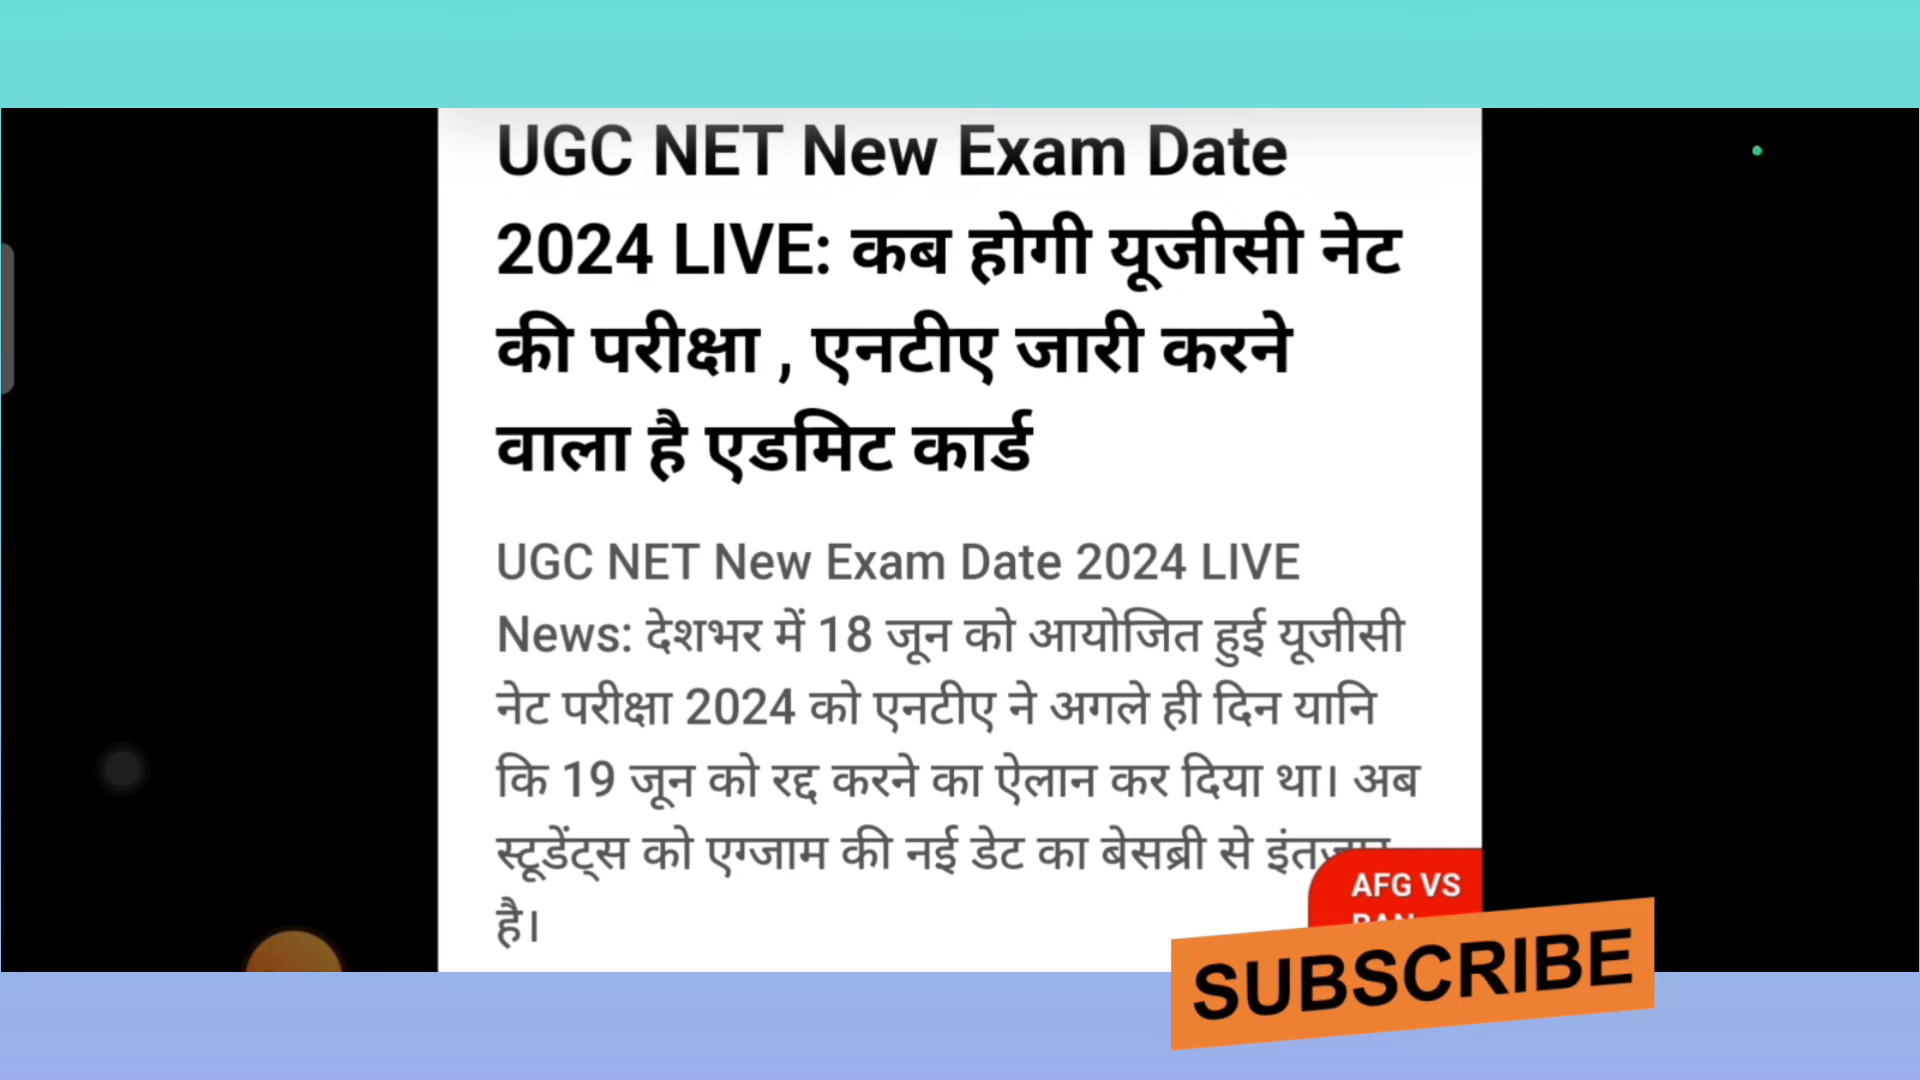 UGC NET New Exam Date
2024 LIVE: कब होगी यूजीसी नेट
की परीक्षा , एनटीए जारी करने
वाला है एडमिट कार्ड
UGC NET New Exam Date 2024 LIVE
News: देशभर में 18 जून को आयोजित हुई यूजीसी
नेट परीक्षा 2024 को एनटीए ने अगले ही दिन यानि
कि 19 जून को रद्द करने का ऐलान कर दिया था। अब
स्टूडेंट्स को एग्जाम की नई डेट का बेसब्री से
है।
AFG VS
SUBSCRIBE